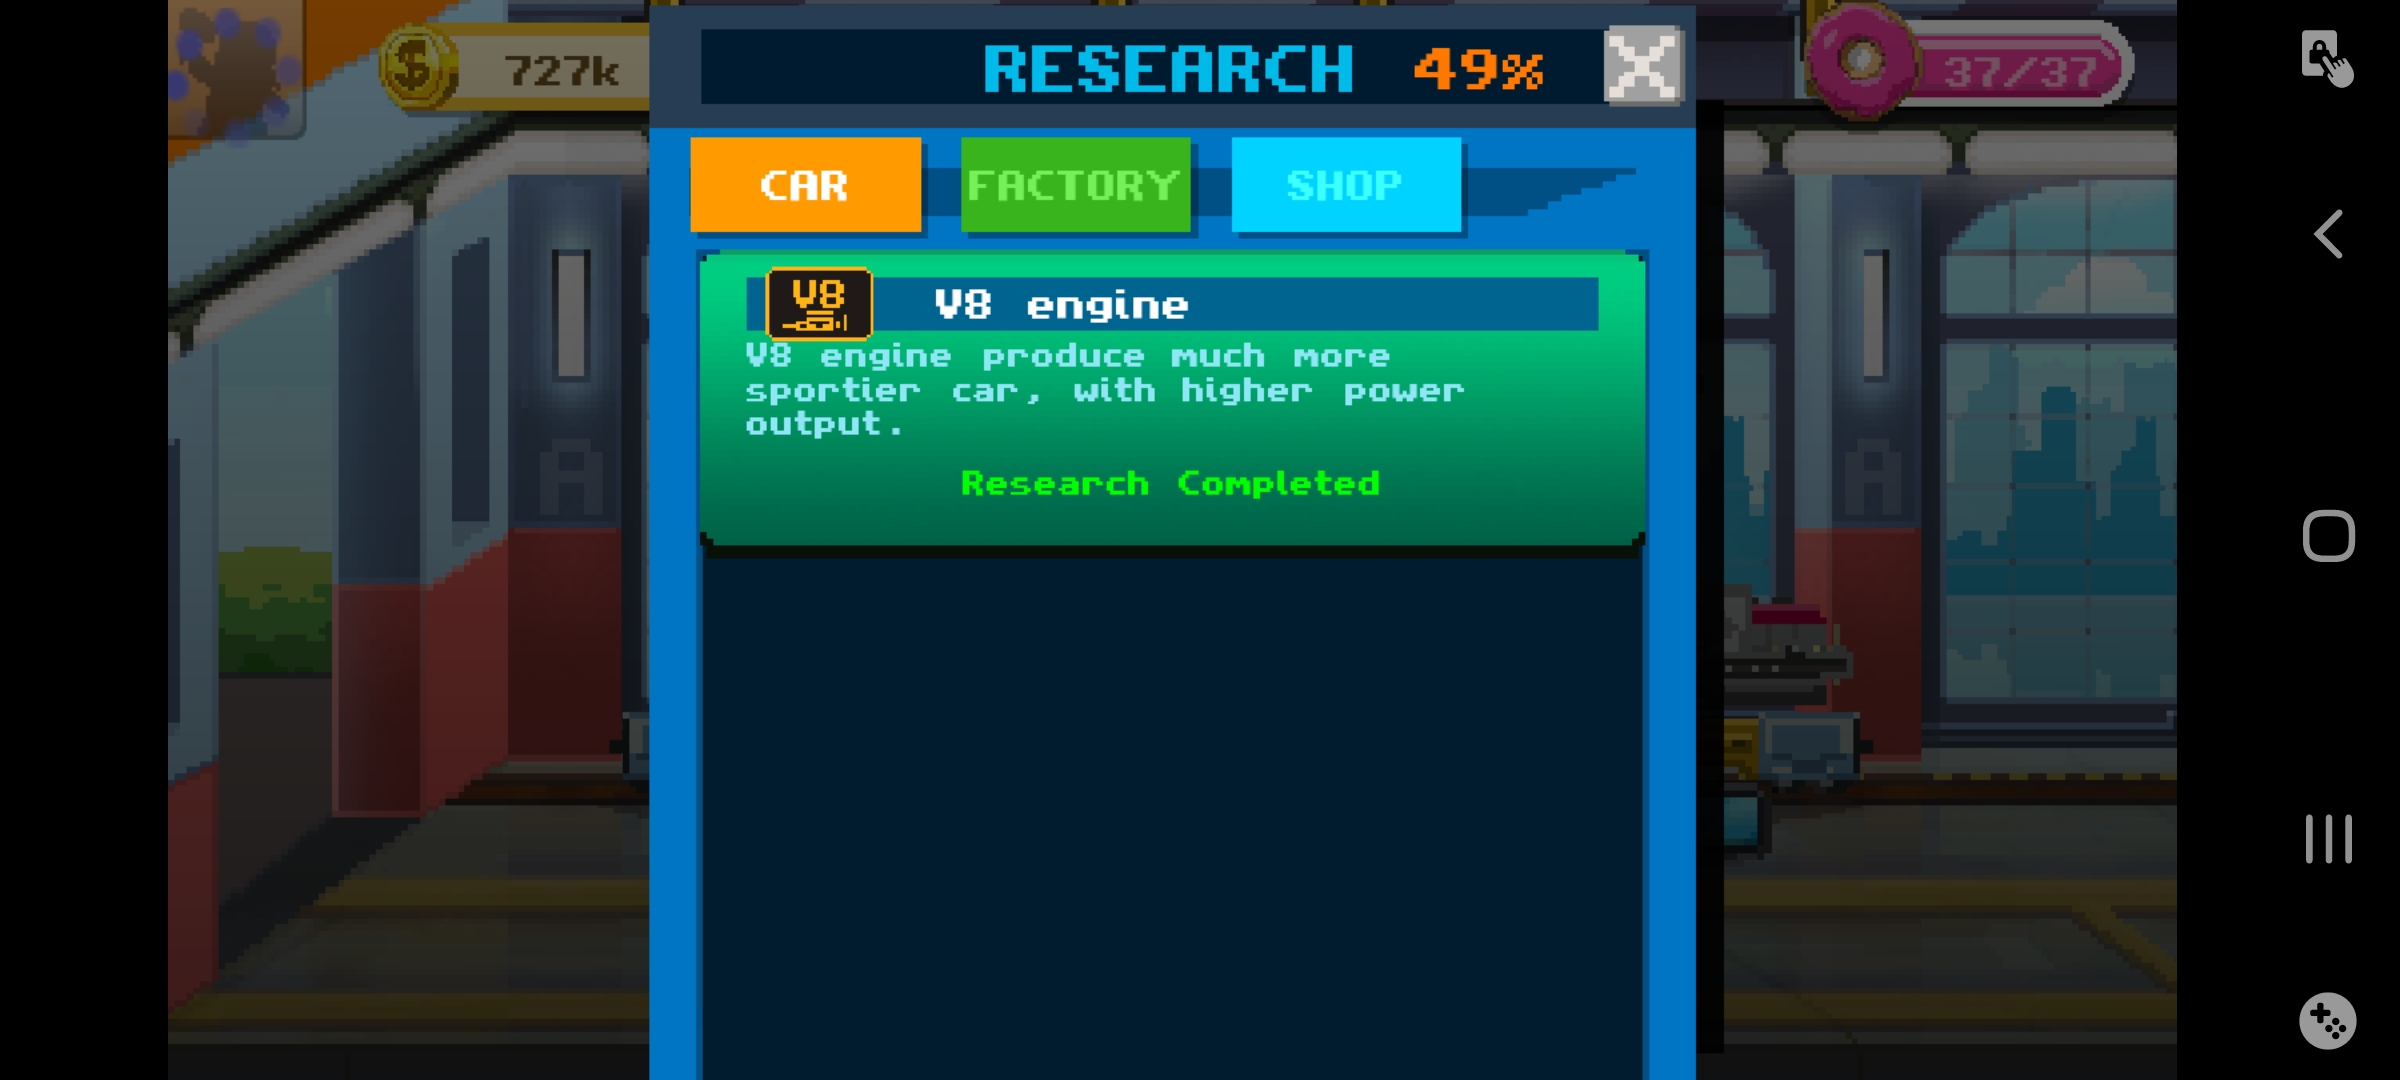 727k
RESEARCH 49%
37/37
CAR FACTORY SHOP
V8
V8 engine
V8 engine produce much more
sportier car, with higher power
output.
Research Completed
A
A